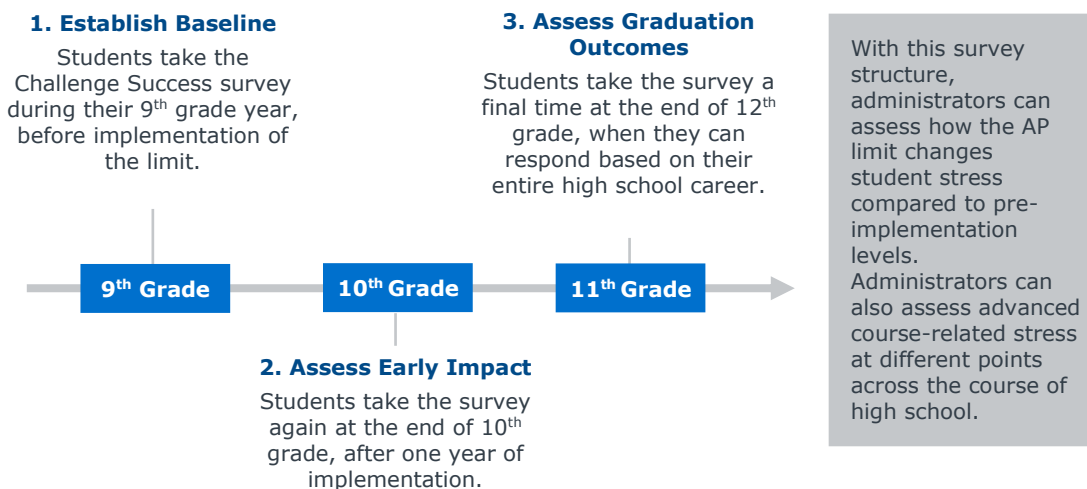 1. Establish Baseline
Students take the
Challenge Success survey
during their 9th grade year,
before implementation of
the limit.
3. Assess Graduation
Outcomes
Students take the survey a
final time at the end of 12th
grade, when they can
respond based on their
entire high school career.
9th Grade
10th Grade
11th Grade
2. Assess Early Impact
Students take the survey
again at the end of 10th
grade, after one year of
implementation.
With this survey
structure,
administrators can
assess how the AP
limit changes
student stress
compared to pre-
implementation
levels.
Administrators can
also assess advanced
course-related stress
at different points
across the course of
high school.